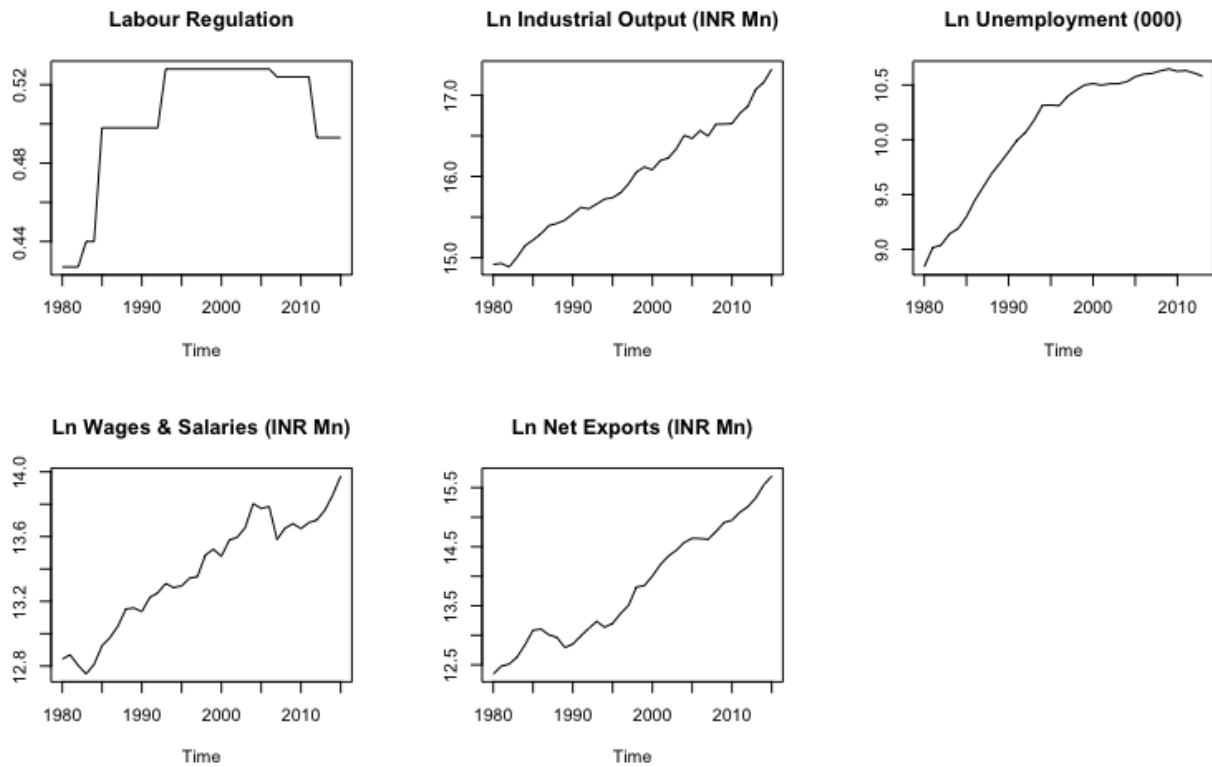 Labour Regulation
0.52
0.48
0.44
1980 1990 2000 2010
Time
Ln Industrial Output (INR Mn)
17.0
16.0
15.0
1980 1990 2000 2010
Time
Ln Unemployment (000)
10.5
10.0
9.5
9.0
1980 1990 2000 2010
Time
Ln Wages & Salaries (INR Mn)
14.0
13.6
13.2
12.8
1980 1990 2000 2010
Time
Ln Net Exports (INR Mn)
15.5
14.5
13.5
12.5
1980 1990 2000 2010
Time